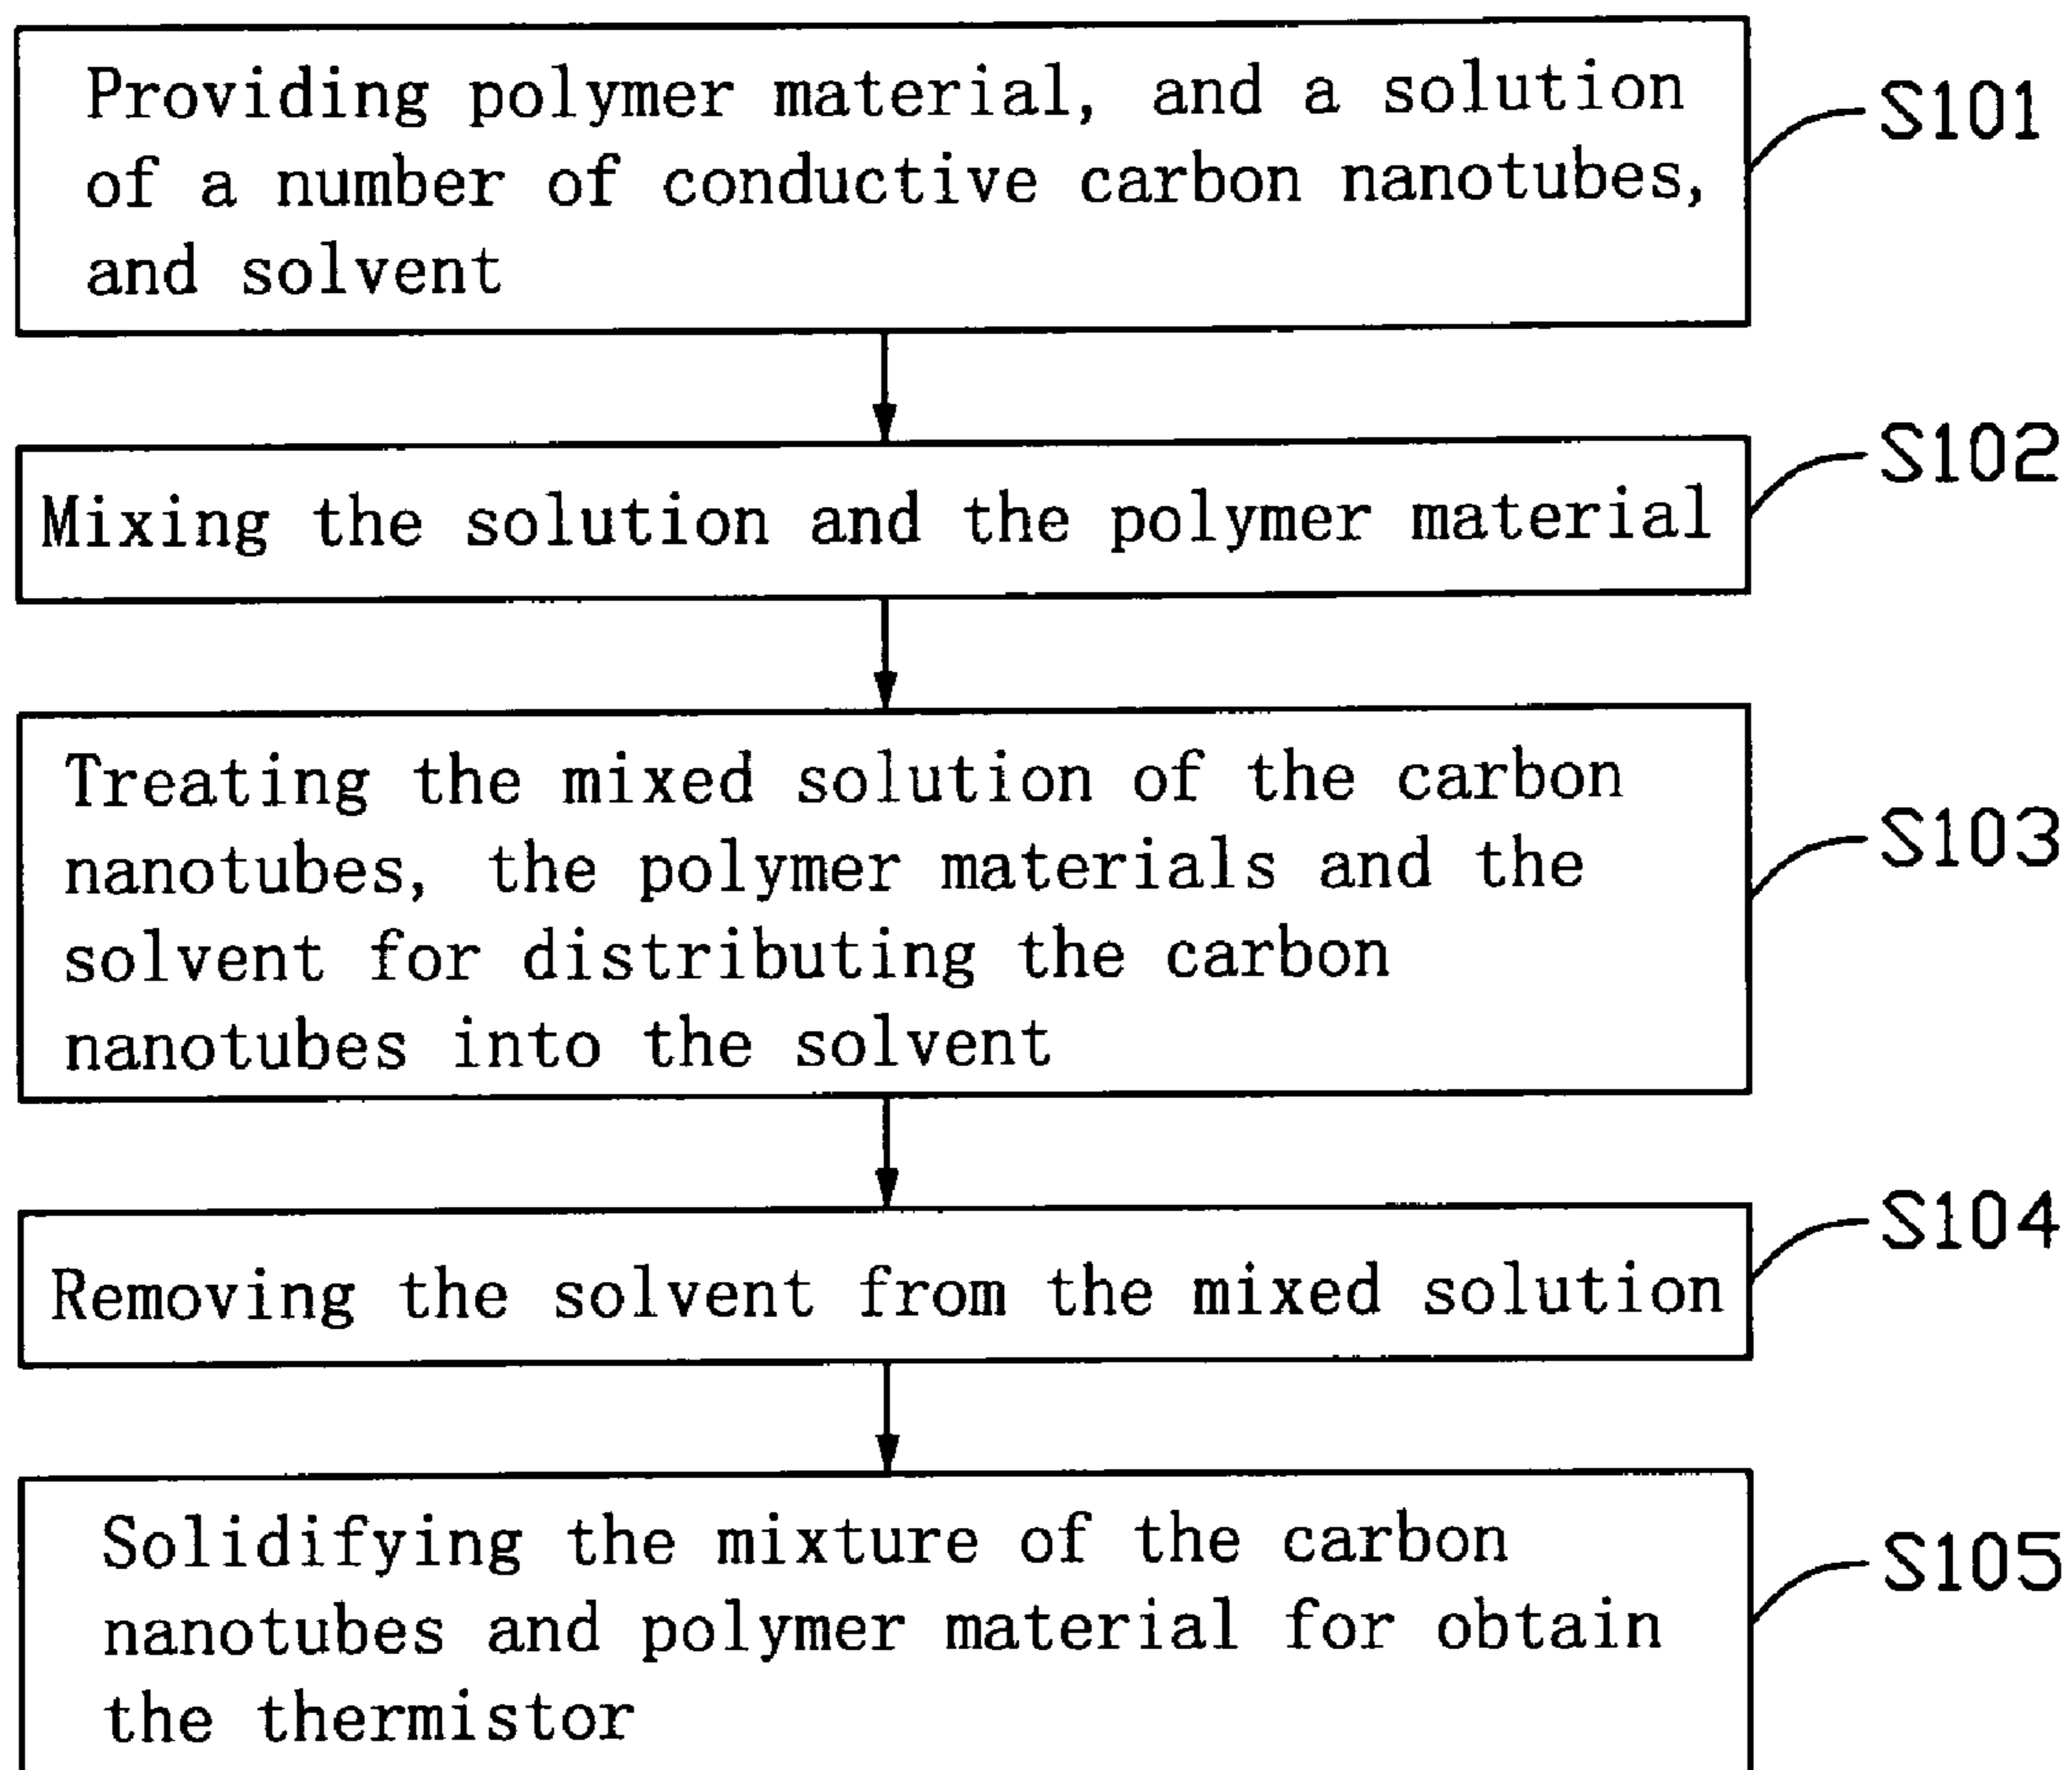 Providing polymer material, and a solution
of a number of conductive carbon nanotubes,
and solvent
S101
Mixing the solution and the polymer material
S102
Treating the mixed solution of the carbon
nanotubes, the polymer materials and the
solvent for distributing the carbon
nanotubes into the solvent
S103
Removing the solvent from the mixed solution
S104
Solidifying the mixture of the carbon
nanotubes and polymer material for obtain
the thermistor
S105